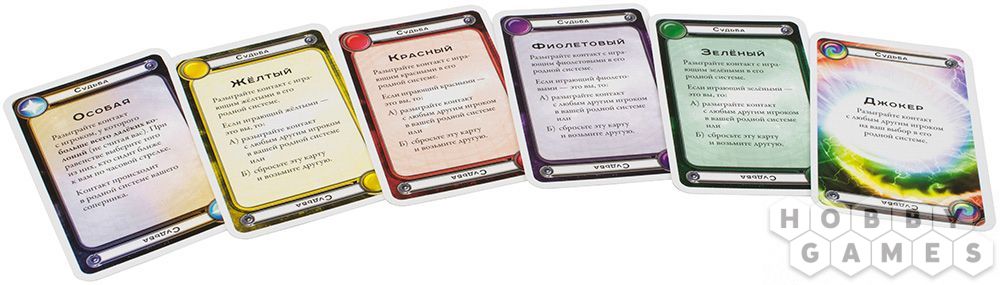 Судьба
Особая
Разыграйте контакт
с игроком, у которого
больше всего далёких ко-
лоний (не считая вас). При
равенстве выберите того
из них, кто сидит ближе
к вам по часовой стрелке.
Контакт происходит
в родной системе вашего
соперника.
Судьба
Судьба
Жёлтый
Разыграйте контакт с игра-
ющим жёлтыми в его
родной системе.
Если играющий жёлтыми —
это вы, то:
А) разыграйте контакт
с любым другим игроком
в вашей родной системе
или
Б) сбросьте эту карту
и возьмите другую.
Судьба
Судьба
Красный
Разыграйте контакт с игра-
ющим красными в его
родной системе.
Если играющий красными —
это вы, то:
А) разыграйте контакт
с любым другим игроком
в вашей родной системе
или
Б) сбросьте эту карту
и возьмите другую.
Судьба
Судьба
Фиолетовый
Разыграйте контакт с игра-
ющим фиолетовыми в его
родной системе.
Если играющий фиолето-
выми — это вы, то:
А) разыграйте контакт
с любым другим игроком
в вашей родной системе
или
Б) сбросьте эту карту
и возьмите другую.
Судьба
Судьба
Зелёный
Разыграйте контакт с игра-
ющим зелёными в его
родной системе.
Если играющий зелёными —
это вы, то:
А) разыграйте контакт
с любым другим игроком
в вашей родной системе
или
Б) сбросьте эту карту
и возьмите другую.
Судьба
Судьба
Джокер
Разыграйте контакт
с любым другим игроком
на ваш выбор в его
родной системе.
Судьба
HOBBY
GAMES